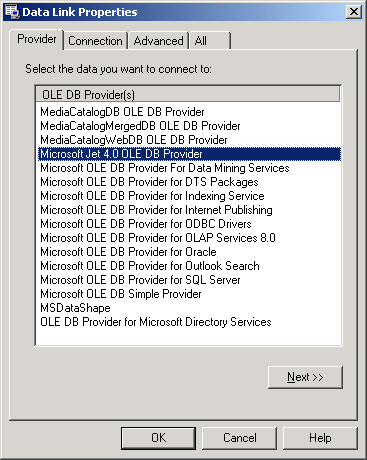 Data Link Properties
Provider Connection Advanced All
Select the data you want to connect to:
OLE DB Provider(s)
MediaCatalogDB OLE DB Provider
MediaCatalogMergedDB OLE DB Provider
MediaCatalogWebDB OLE DB Provider
Microsoft Jet 4.0 OLE DB Provider
Microsoft OLE DB Provider For Data Mining Services
Microsoft OLE DB Provider for DTS Packages
Microsoft OLE DB Provider for Indexing Service
Microsoft OLE DB Provider for Internet Publishing
Microsoft OLE DB Provider for ODBC Drivers
Microsoft OLE DB Provider for OLAP Services 8.0
Microsoft OLE DB Provider for Oracle
Microsoft OLE DB Provider for Outlook Search
Microsoft OLE DB Provider for SQL Server
Microsoft OLE DB Simple Provider
MSDataShape
OLE DB Provider for Microsoft Directory Services
Next >>
OK Cancel Help